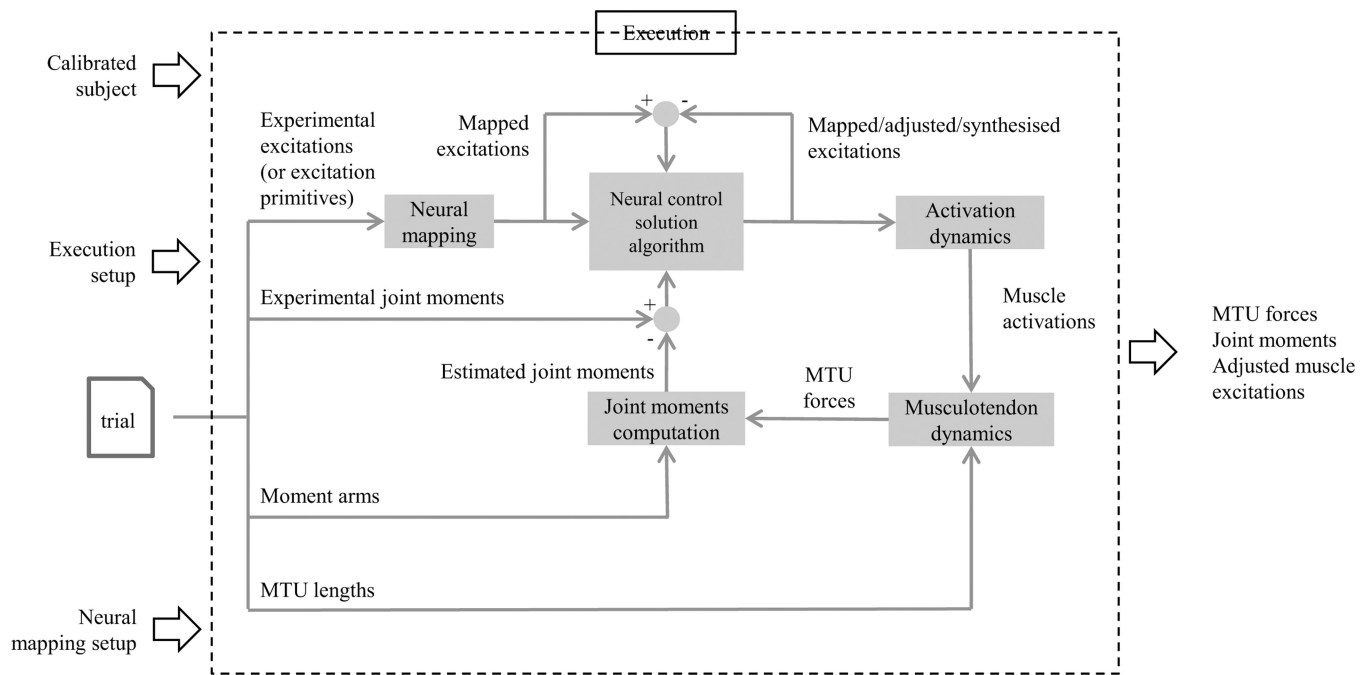 Execution
Calibrated
subject
Experimental
excitations
(or excitation
primitives)
Mapped
excitations
+
-
Mapped/adjusted/synthesised
excitations
Neural
mapping
Neural control
solution
algorithm
Activation
dynamics
Execution
setup
Experimental joint moments
+
-
Muscle
activations
MTU forces
Joint moments
Adjusted muscle
excitations
Estimated joint moments
MTU
forces
trial
Joint moments
computation
Musculotendon
dynamics
Moment arms
MTU lengths
Neural
mapping setup